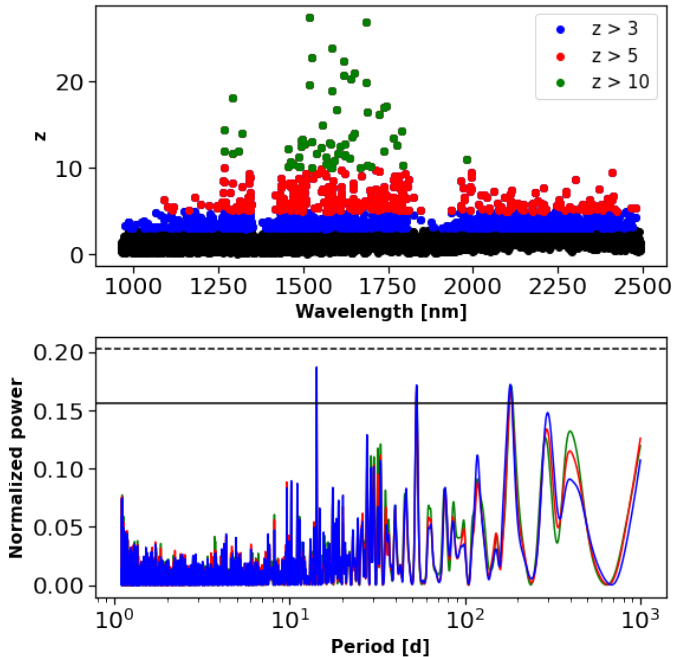 z > 3
z > 5
z > 10
20
10
0
z
1000 1250 1500 1750 2000 2250 2500
Wavelength [nm]
0.20
0.15
0.10
0.05
0.00
Normalized power
10⁰ 10¹ 10² 10³
Period [d]